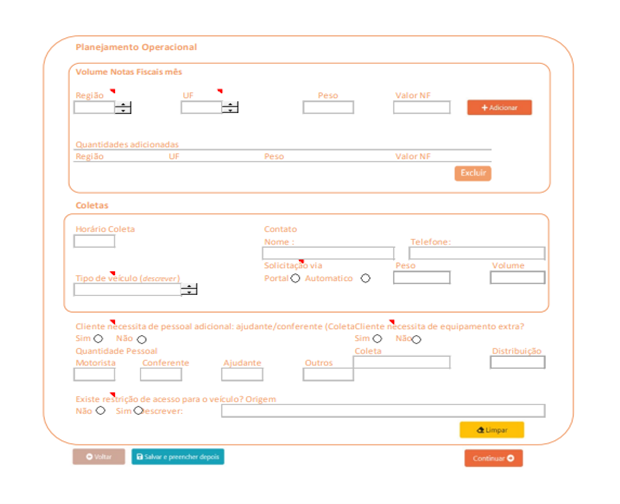 Planejamento Operacional
Volume Notas Fiscais mês
Região UF Peso Valor NF
+ Adicionar
Quantidades adicionadas
Região UF Peso Valor NF
Excluir
Coletas
Horário Coleta Contato
Nome : Telefone:
Solicitação via Peso Volume
Tipo de veículo (descrever) Portal Automatico
Cliente necessita de pessoal adicional: ajudante/conferente (ColetaCliente necessita de equipamento extra?
Sim Não Sim Não
Quantidade Pessoal Coleta Distribuição
Motorista Conferente Ajudante Outros
Existe restrição de acesso para o veículo? Origem
Não Sim Descrever:
Limpar
Voltar Salvar e preencher depois Continuar